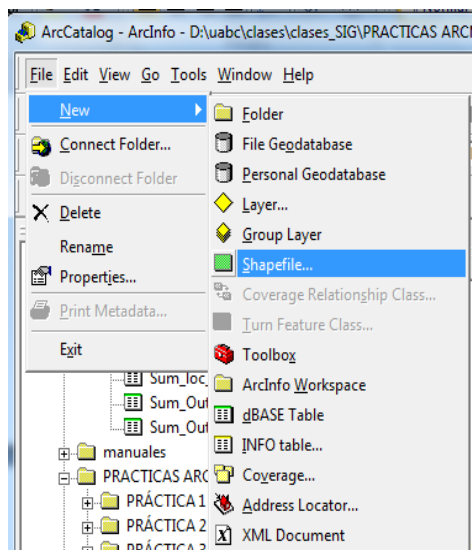 ArcCatalog - ArcInfo - D:\uabc\clases\clases_SIG\PRACTICAS ARC
File Edit View Go Tools Window Help
New
Connect Folder...
Disconnect Folder
Delete
Rename
Properties...
Print Metadata...
Exit
Folder
File Geodatabase
Personal Geodatabase
Layer...
Group Layer
Shapefile...
Coverage Relationship Class...
Turn Feature Class...
Toolbox
ArcInfo Workspace
dBASE Table
INFO table...
Coverage...
Address Locator...
XML Document
Sum_loc_
Sum_Out
Sum_Out
manuales
PRACTICAS ARC
PRÁCTICA 1
PRÁCTICA 2